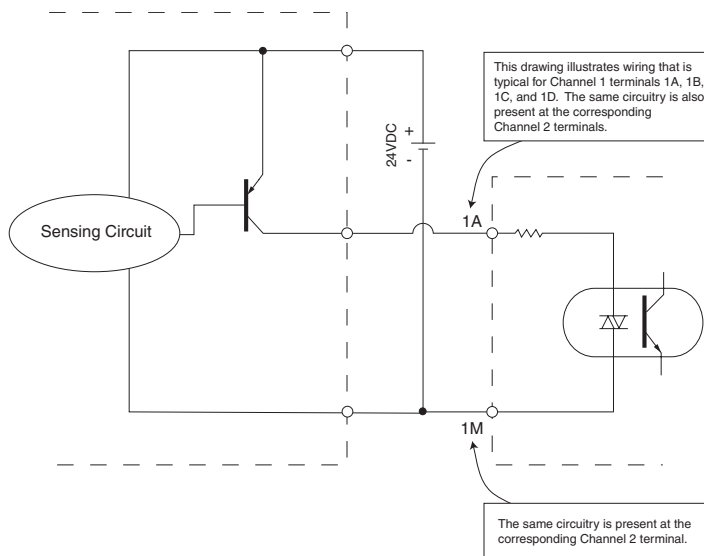 This drawing illustrates wiring that is
typical for Channel 1 terminals 1A, 1B,
1C, and 1D. The same circuitry is also
present at the corresponding
Channel 2 terminals.
24VDC
+
-
1A
Sensing Circuit
1M
The same circuitry is present at the
corresponding Channel 2 terminal.